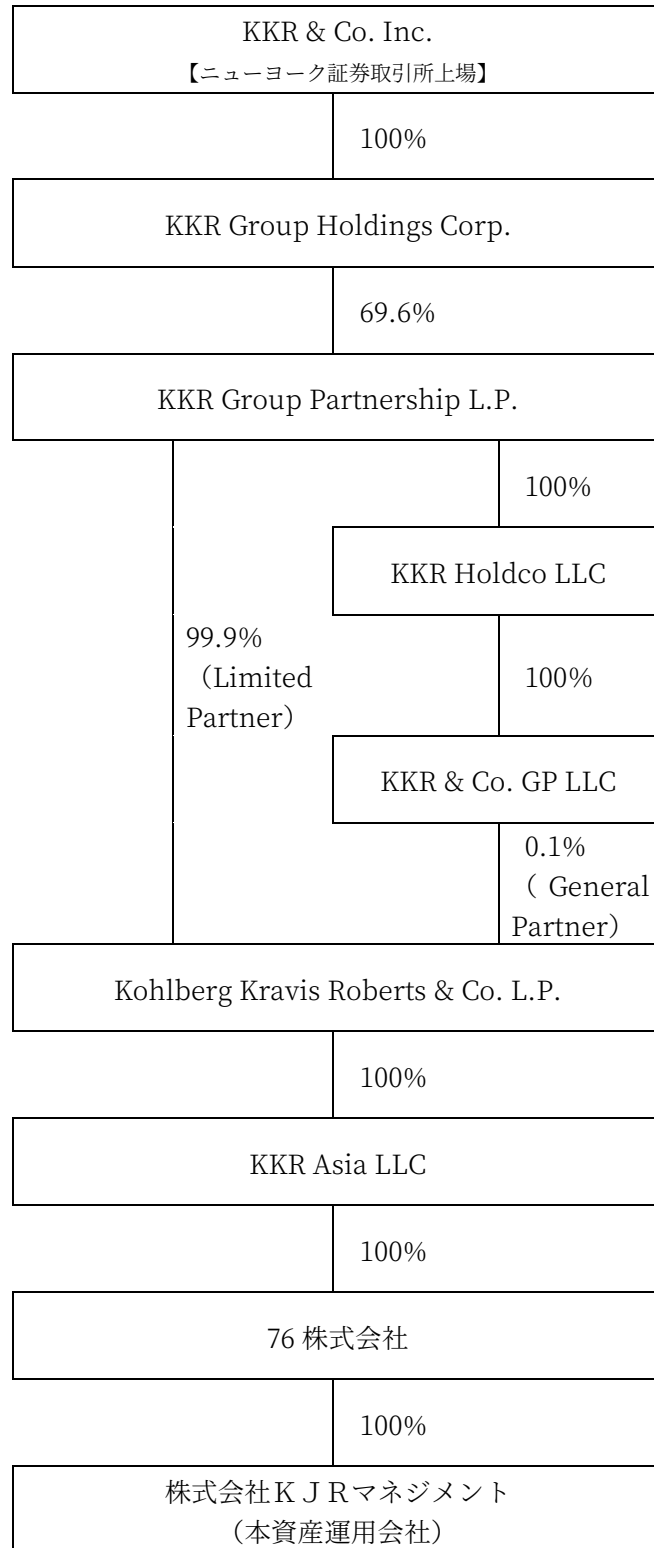 KKR & Co. Inc.
【ニューヨーク証券取引所上場】
100%
KKR Group Holdings Corp.
69.6%
KKR Group Partnership L.P.
100%
KKR Holdco LLC
99.9%
（Limited
Partner）
100%
KKR & Co. GP LLC
0.1%
（ General
Partner）
Kohlberg Kravis Roberts & Co. L.P.
100%
KKR Asia LLC
100%
76 株式会社
100%
株式会社ＫＪＲマネジメント
（本資産運用会社）